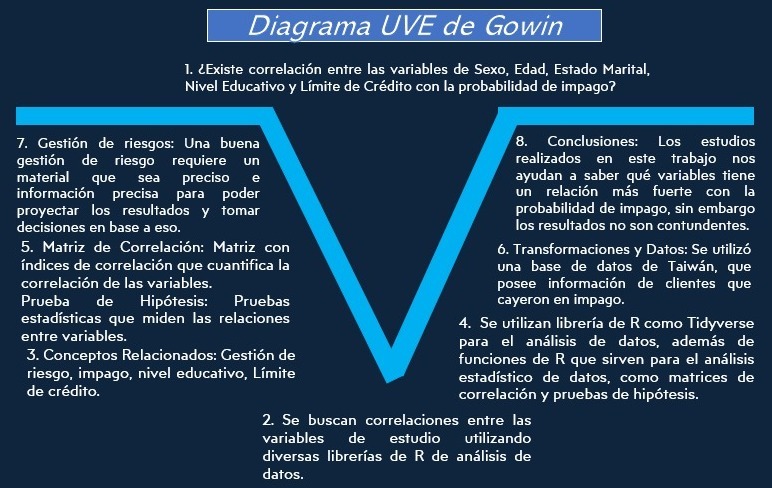 Diagrama UVE de Gowin
1. ¿Existe correlación entre las variables de Sexo, Edad, Estado Marital,
Nivel Educativo y Límite de Crédito con la probabilidad de impago?
7. Gestión de riesgos: Una buena
gestión de riesgo requiere un
material que sea preciso e
información precisa para poder
proyectar los resultados y tomar
decisiones en base a eso.
5. Matriz de Correlación: Matriz con
índices de correlación que cuantifica la
correlación de las variables.
Prueba de Hipótesis: Pruebas
estadísticas que miden las relaciones
entre variables.
3. Conceptos Relacionados: Gestión de
riesgo, impago, nivel educativo, Límite
de crédito.
8. Conclusiones: Los estudios
realizados en este trabajo nos
ayudan a saber qué variables tiene
un relación más fuerte con la
probabilidad de impago, sin embargo
los resultados no son contundentes.
6. Transformaciones y Datos: Se utilizó
una base de datos de Taiwán, que
posee información de clientes que
cayeron en impago.
4. Se utilizan librería de R como Tidyverse
para el análisis de datos, además de
funciones de R que sirven para el análisis
estadístico de datos, como matrices de
correlación y pruebas de hipótesis.
2. Se buscan correlaciones entre las
variables de estudio utilizando
diversas librerías de R de análisis de
datos.